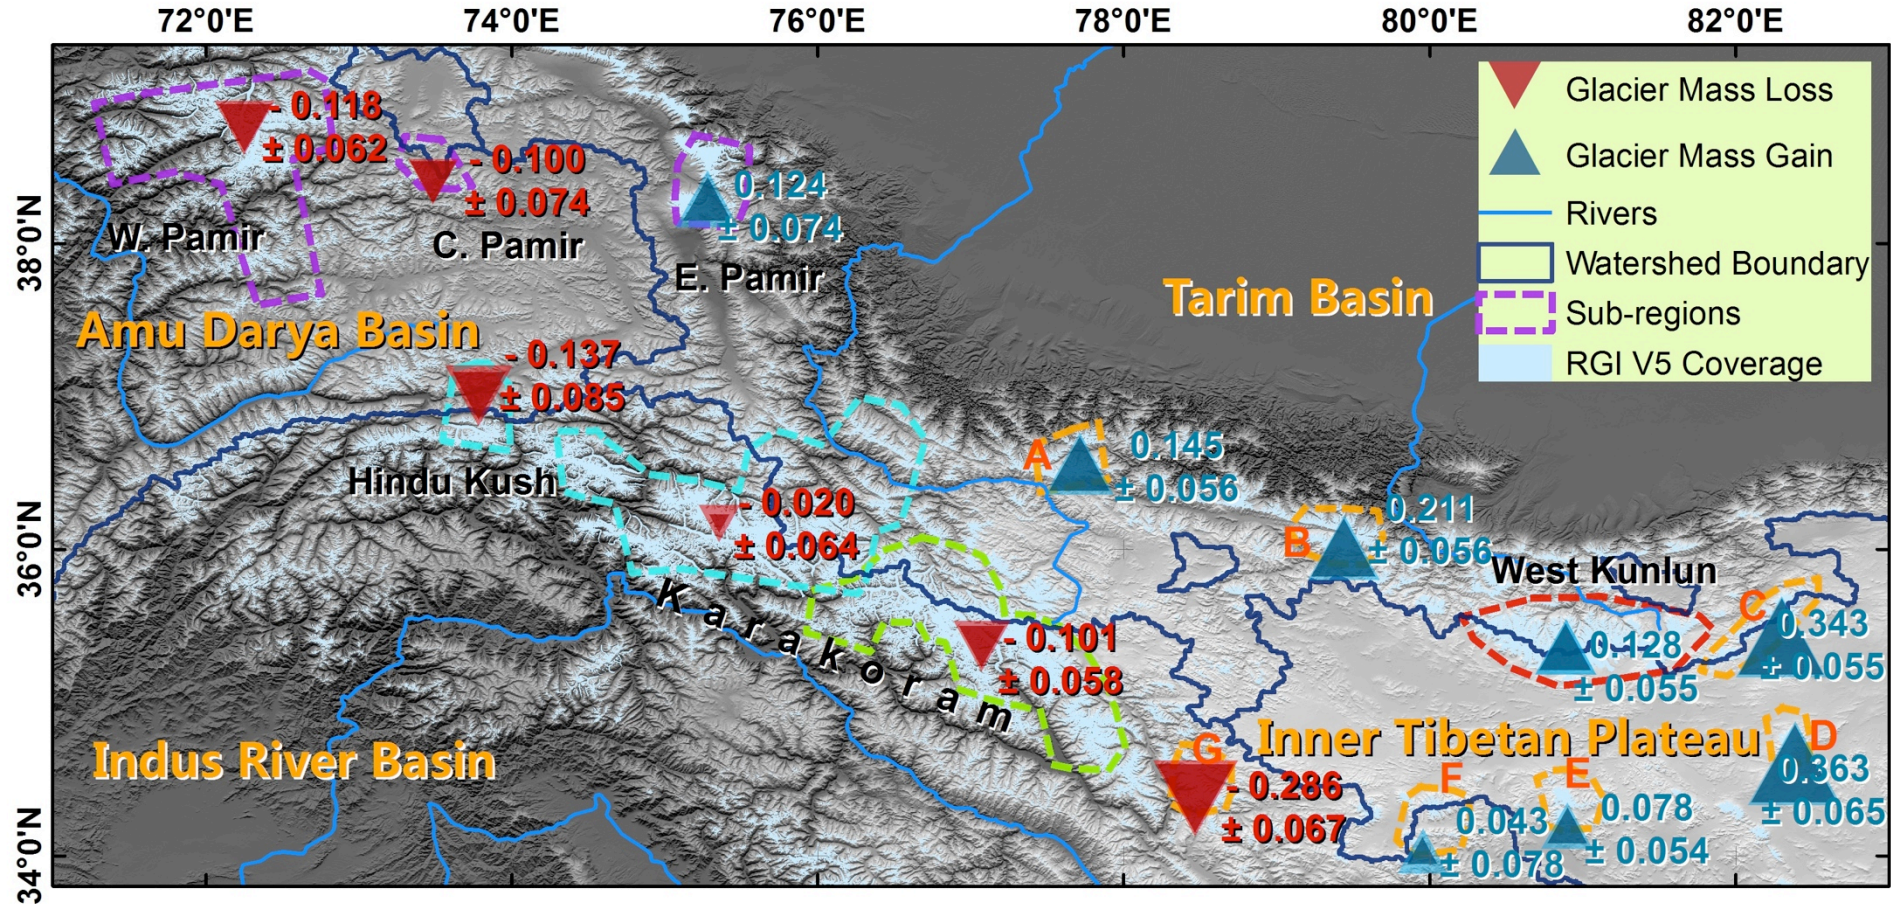 72°0'E 74°0'E 76°0'E 78°0'E 80°0'E 82°0'E
38°0'N
36°0'N
34°0'N
Glacier Mass Loss
Glacier Mass Gain
Rivers
Watershed Boundary
Sub-regions
RGI V5 Coverage
- 0.118
± 0.062
- 0.100
± 0.074
0.124
± 0.074
W. Pamir
C. Pamir
E. Pamir
Tarim Basin
Amu Darya Basin
- 0.137
± 0.085
Hindu Kush
A
0.145
± 0.056
- 0.020
± 0.064
B
0.211
± 0.056
West Kunlun
Karakoram
- 0.101
± 0.058
0.128
± 0.055
C
0.343
± 0.055
Indus River Basin
Inner Tibetan Plateau
G
- 0.286
± 0.067
F
0.043
± 0.078
E
0.078
± 0.054
D
0.363
± 0.065